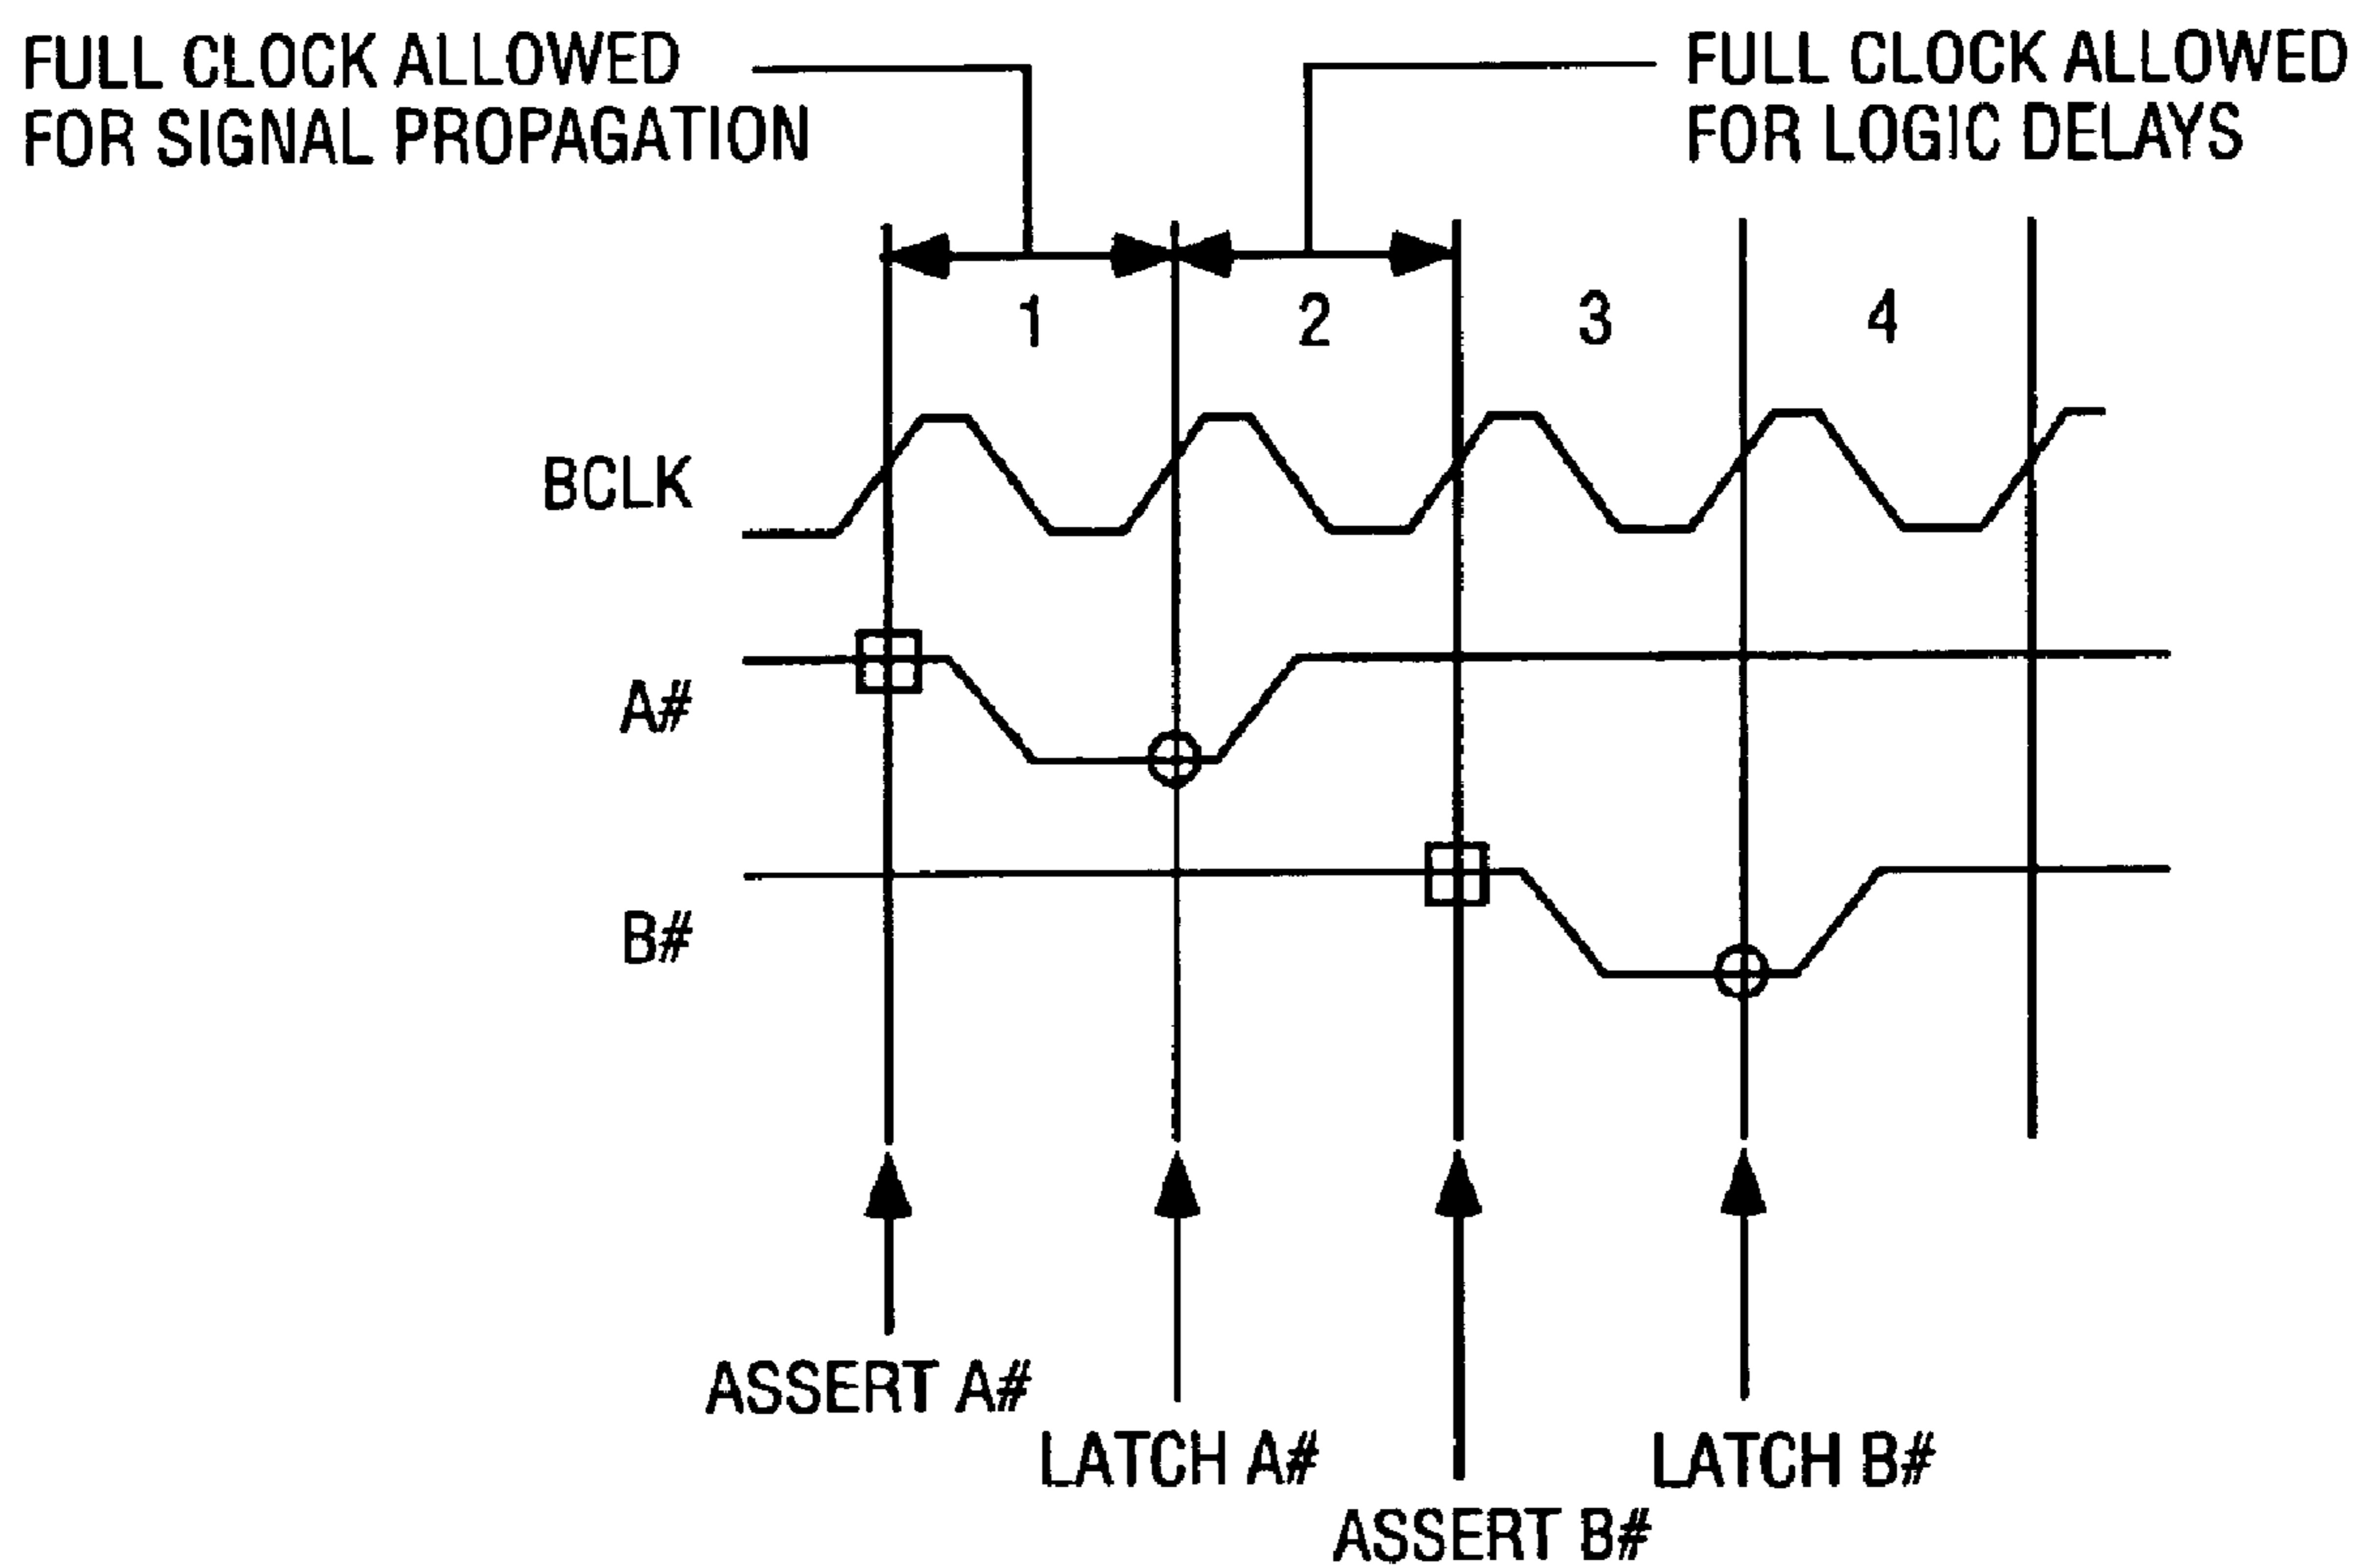 FULL CLOCK ALLOWED
FOR SIGNAL PROPAGATION
FULL CLOCK ALLOWED
FOR LOGIC DELAYS
1 2 3 4
BCLK
A#
B#
ASSERT A#
LATCH A#
ASSERT B#
LATCH B#